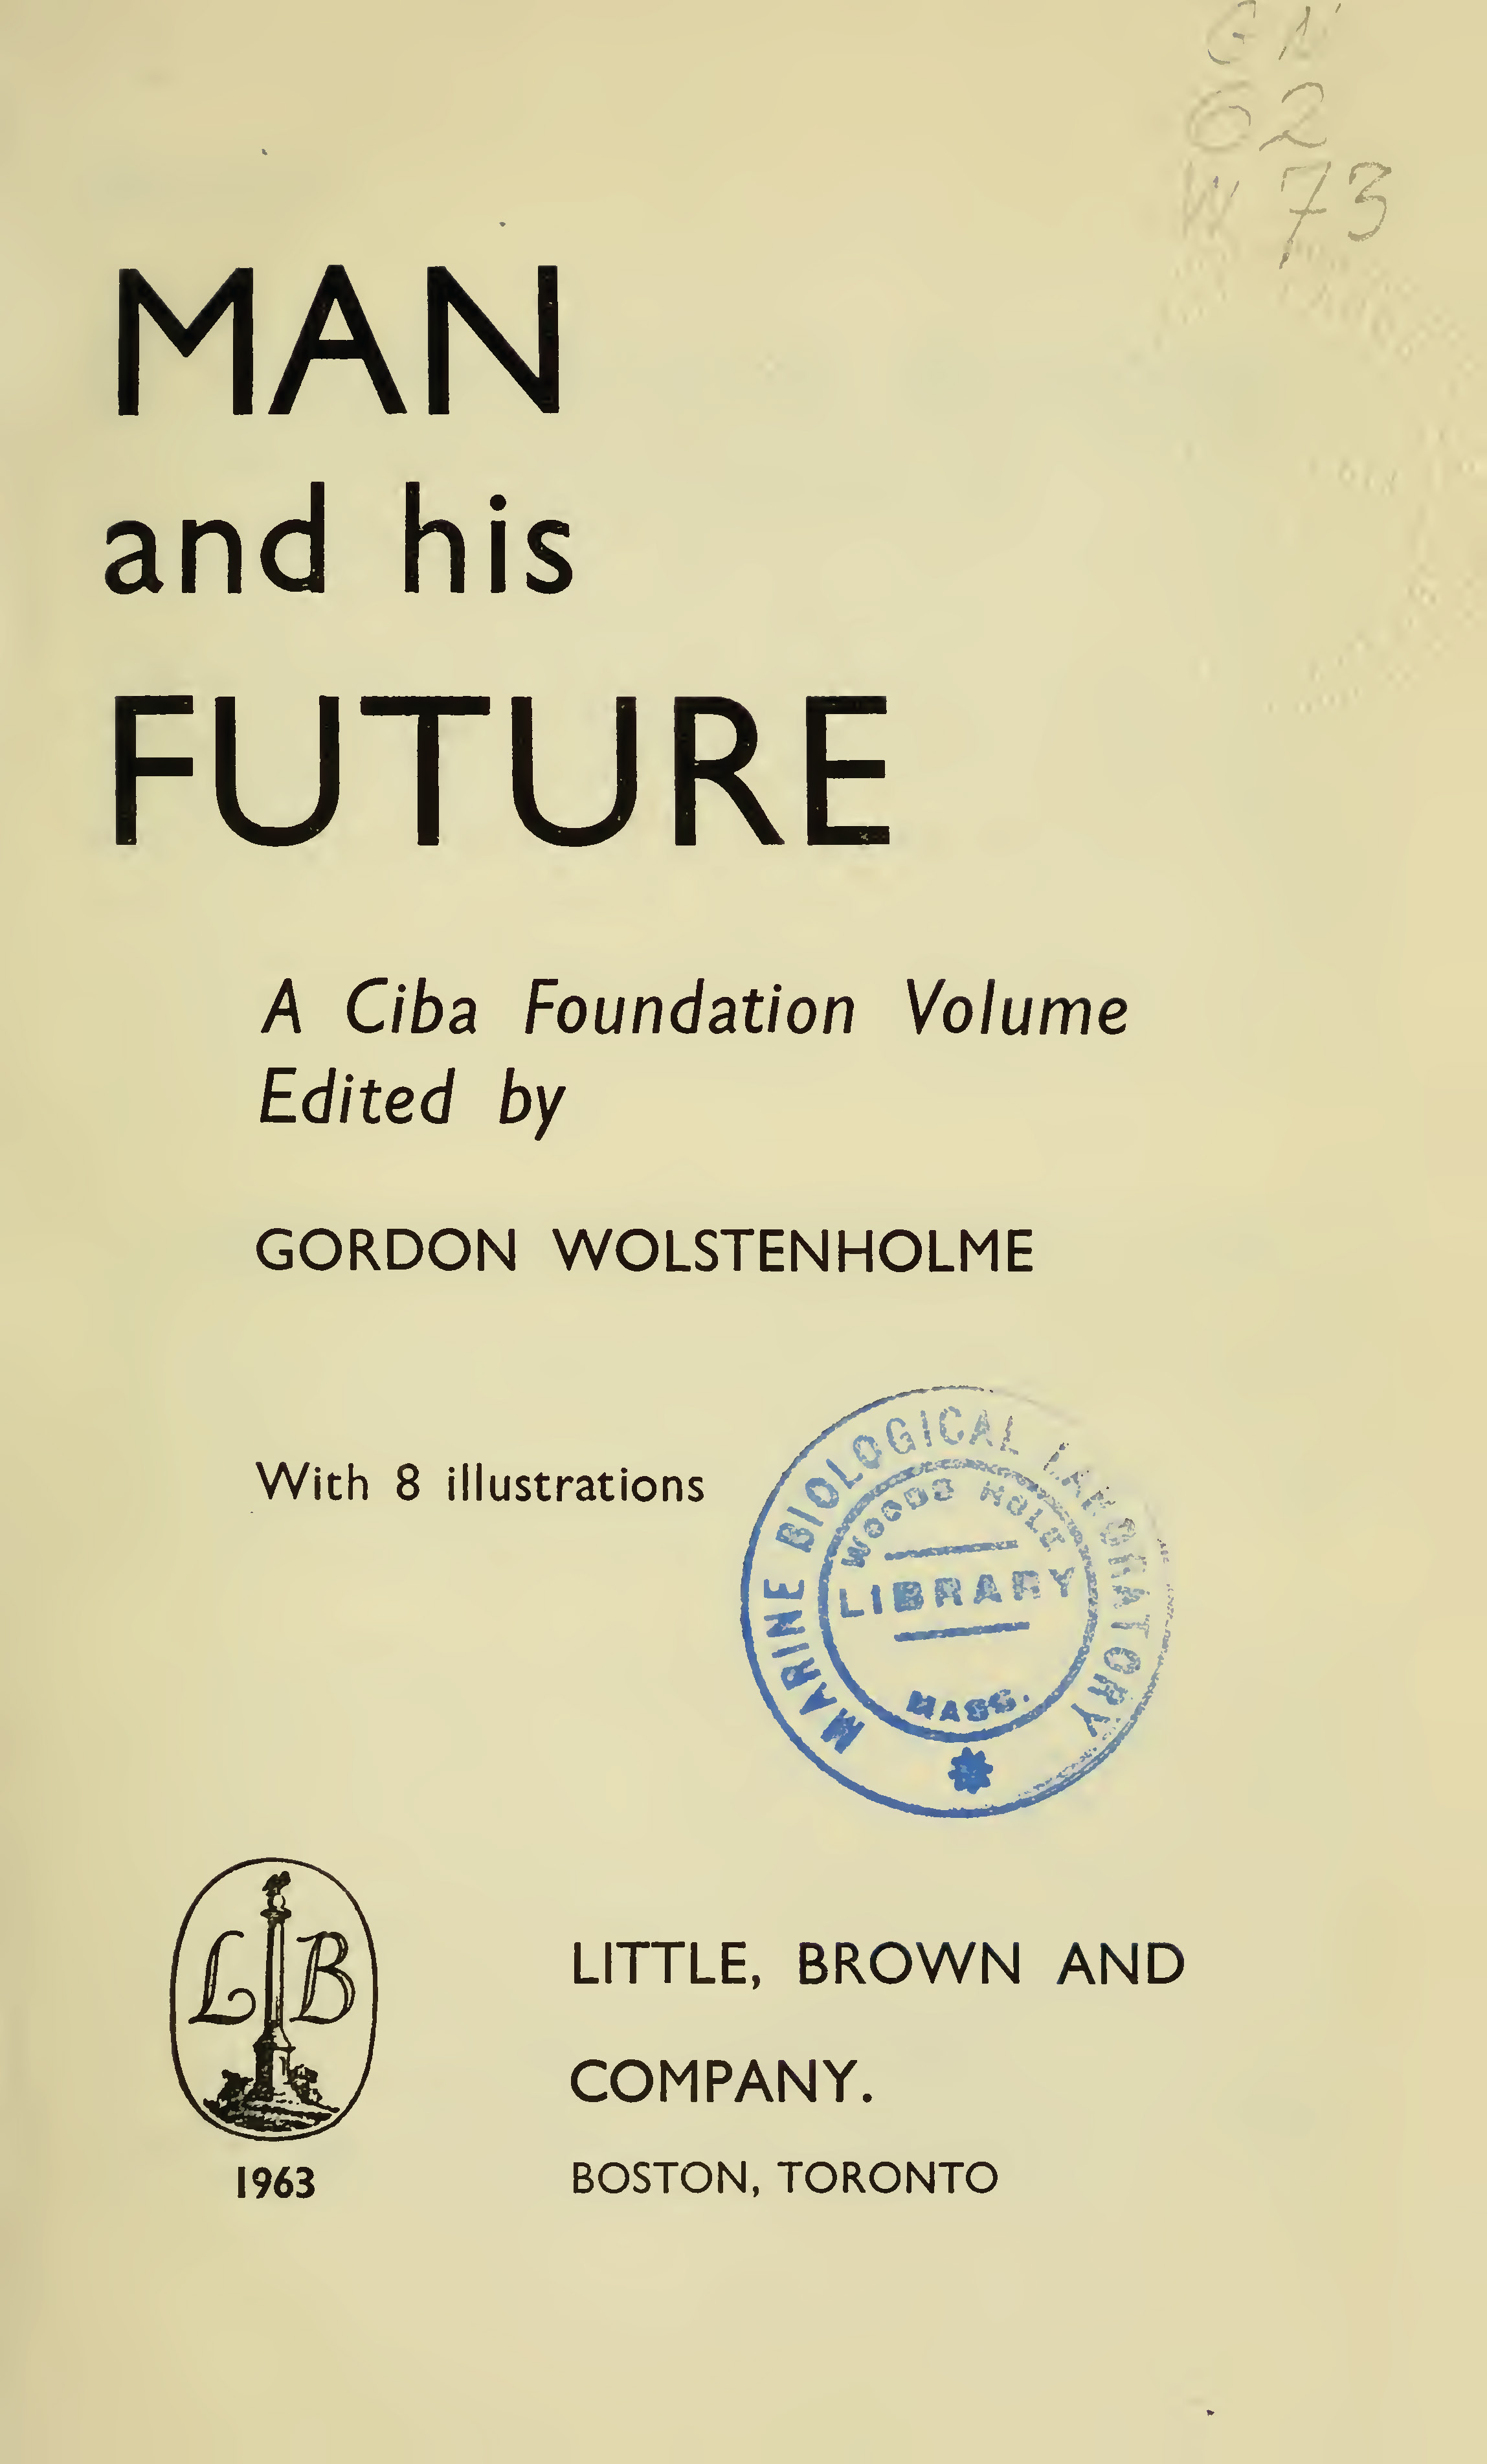 GN
62
W73
MAN
and his
FUTURE
A Ciba Foundation Volume
Edited by
GORDON WOLSTENHOLME
With 8 illustrations
MARINE BIOLOGICAL LABORATORY
WOODS HOLE
LIBRARY
MASS.
L B
1963
LITTLE, BROWN AND
COMPANY.
BOSTON, TORONTO